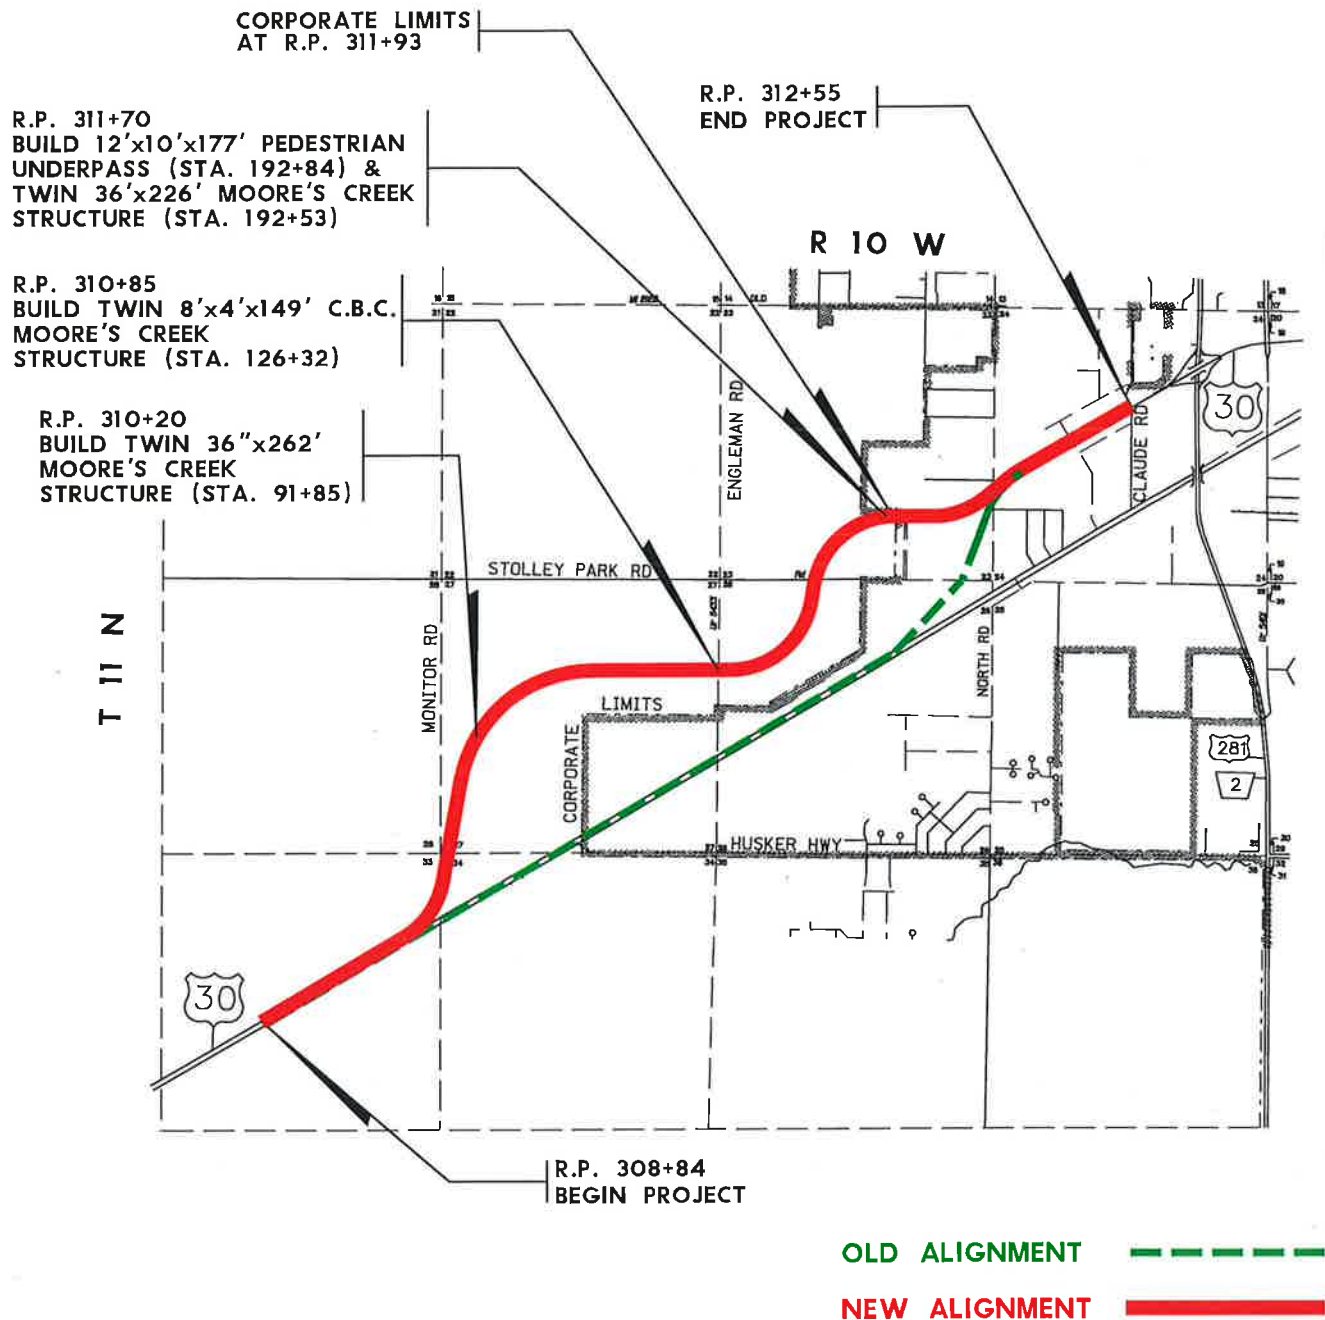 CORPORATE LIMITS
AT R.P. 311+93
R.P. 312+55
END PROJECT
R.P. 311+70
BUILD 12'x10'x177' PEDESTRIAN
UNDERPASS (STA. 192+84) &
TWIN 36'x226' MOORE'S CREEK
STRUCTURE (STA. 192+53)
R 10 W
R.P. 310+85
BUILD TWIN 8'x4'x149' C.B.C.
MOORE'S CREEK
STRUCTURE (STA. 126+32)
R.P. 310+20
BUILD TWIN 36"x262'
MOORE'S CREEK
STRUCTURE (STA. 91+85)
ENGLEMAN RD
CLAUDE RD
30
STOLLEY PARK RD
T 11 N
MONITOR RD
NORTH RD
LIMITS
CORPORATE
281
2
HUSKER HWY
30
R.P. 308+84
BEGIN PROJECT
OLD ALIGNMENT
NEW ALIGNMENT